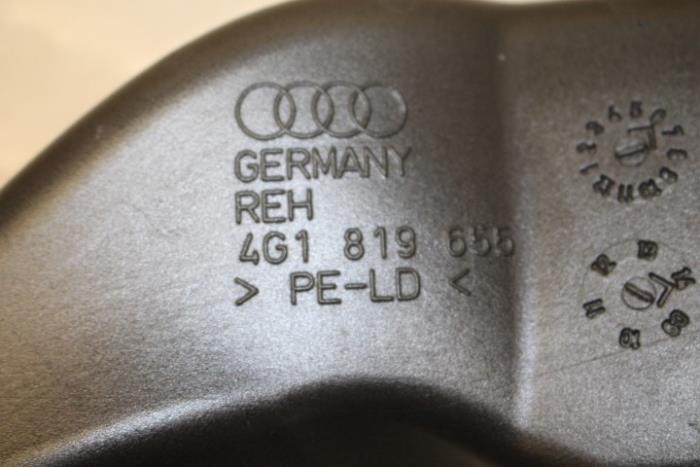 GERMANY
REH
4G1 819 655
> PE-LD <